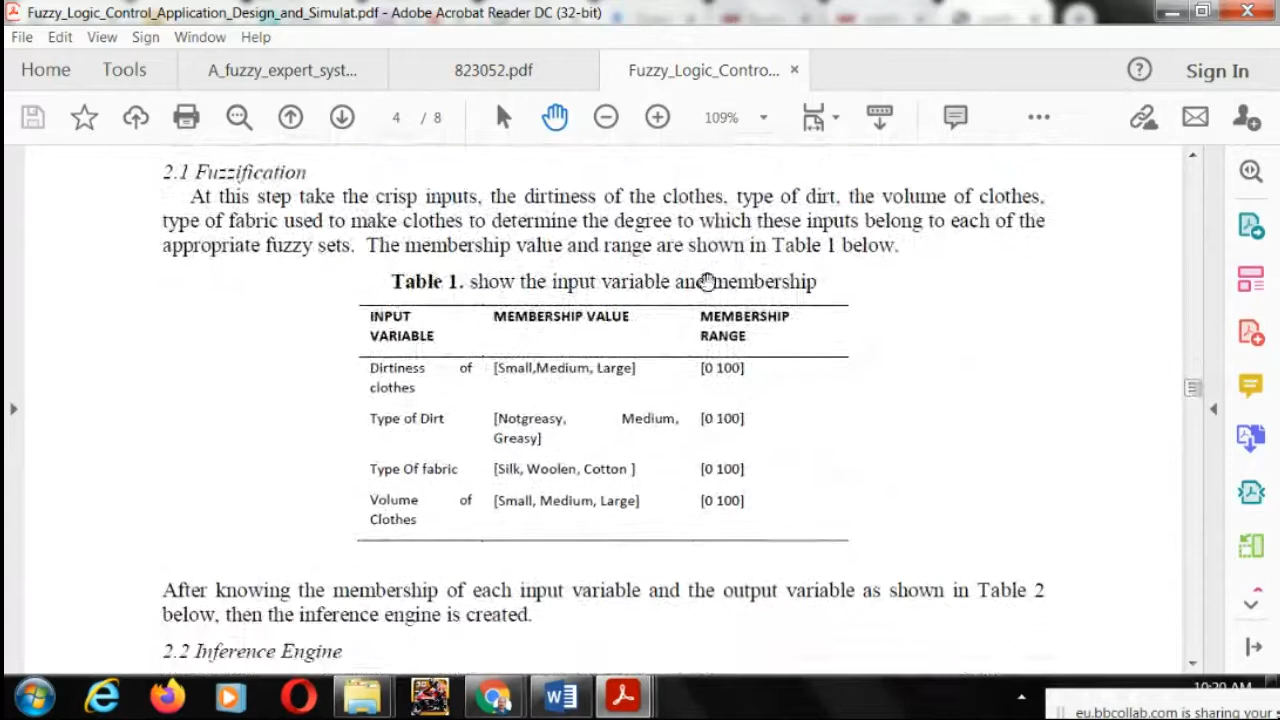 Fuzzy_Logic_Control_Application_Design_and_Simulat.pdf - Adobe Acrobat Reader DC (32-bit)
File Edit View Sign Window Help
Home Tools A_fuzzy_expert_syst... 823052.pdf Fuzzy_Logic_Contro... × ? Sign In
4 / 8 109%
2.1 Fuzzification
At this step take the crisp inputs, the dirtiness of the clothes, type of dirt, the volume of clothes,
type of fabric used to make clothes to determine the degree to which these inputs belong to each of the
appropriate fuzzy sets. The membership value and range are shown in Table 1 below.
Table 1. show the input variable and membership
INPUT VARIABLE MEMBERSHIP VALUE MEMBERSHIP RANGE
Dirtiness of clothes [Small,Medium, Large] [0 100]
Type of Dirt [Notgreasy, Medium, Greasy] [0 100]
Type Of fabric [Silk, Woolen, Cotton ] [0 100]
Volume of Clothes [Small, Medium, Large] [0 100]
After knowing the membership of each input variable and the output variable as shown in Table 2
below, then the inference engine is created.
2.2 Inference Engine
10:20 AM
eu.bbcollab.com is sharing your